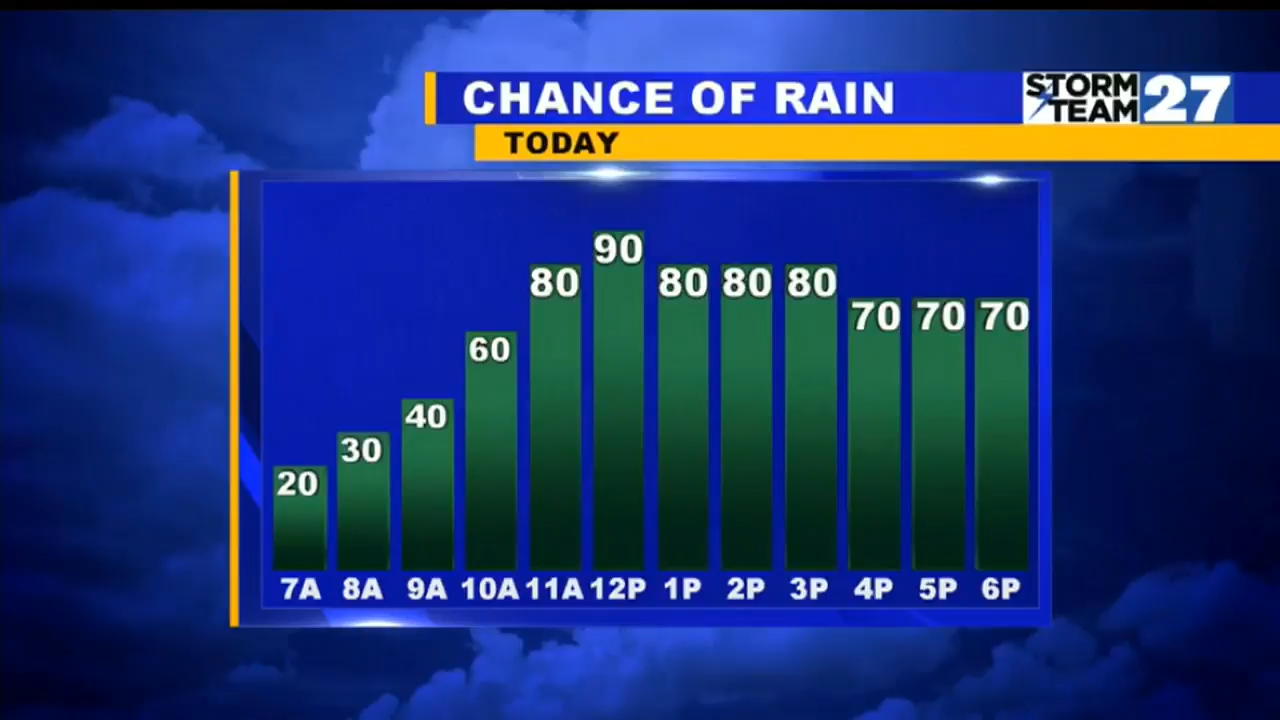 CHANCE OF RAIN
STORM TEAM 27
TODAY
90
80 80 80 80
70 70 70
60
40
30
20
7A 8A 9A 10A 11A 12P 1P 2P 3P 4P 5P 6P